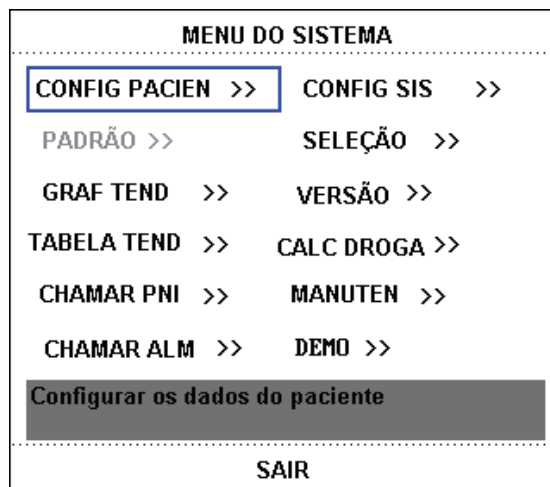 MENU DO SISTEMA
CONFIG PACIEN >> CONFIG SIS >>
PADRÃO >> SELEÇÃO >>
GRAF TEND >> VERSÃO >>
TABELA TEND >> CALC DROGA >>
CHAMAR PNI >> MANUTEN >>
CHAMAR ALM >> DEMO >>
Configurar os dados do paciente
SAIR